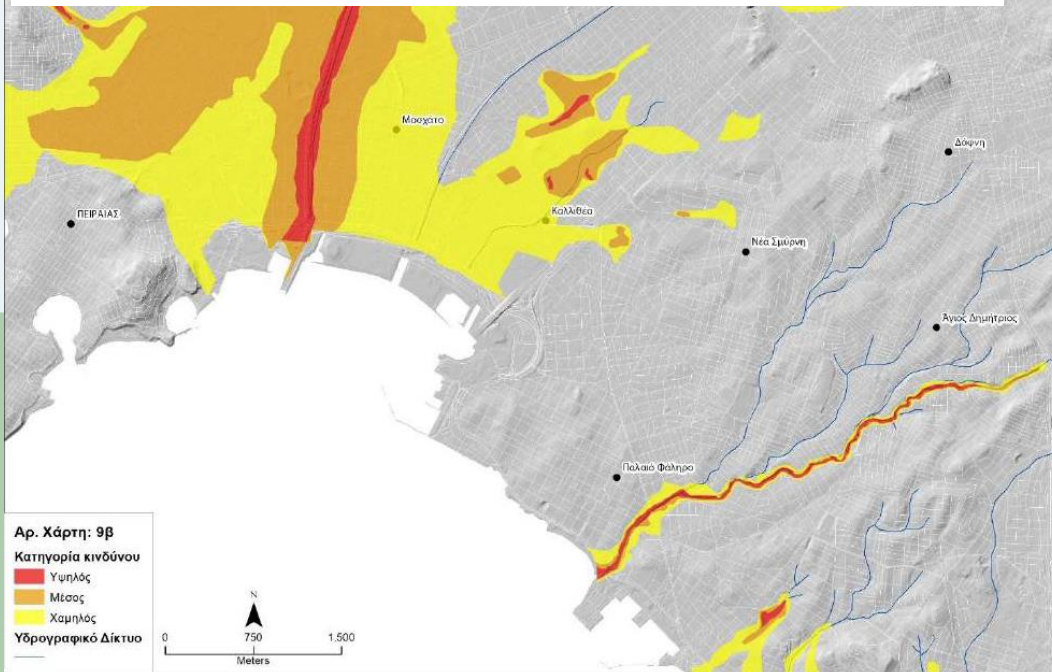 Μοσχάτο
Δάφνη
ΠΕΙΡΑΙΑΣ
Καλλιθέα
Νέα Σμύρνη
Άγιος Δημήτριος
Παλαιό Φάληρο
Αρ. Χάρτη: 9β
Κατηγορία κινδύνου
Υψηλός
Μέσος
Χαμηλός
Υδρογραφικό Δίκτυο
N
0 750 1.500
Meters